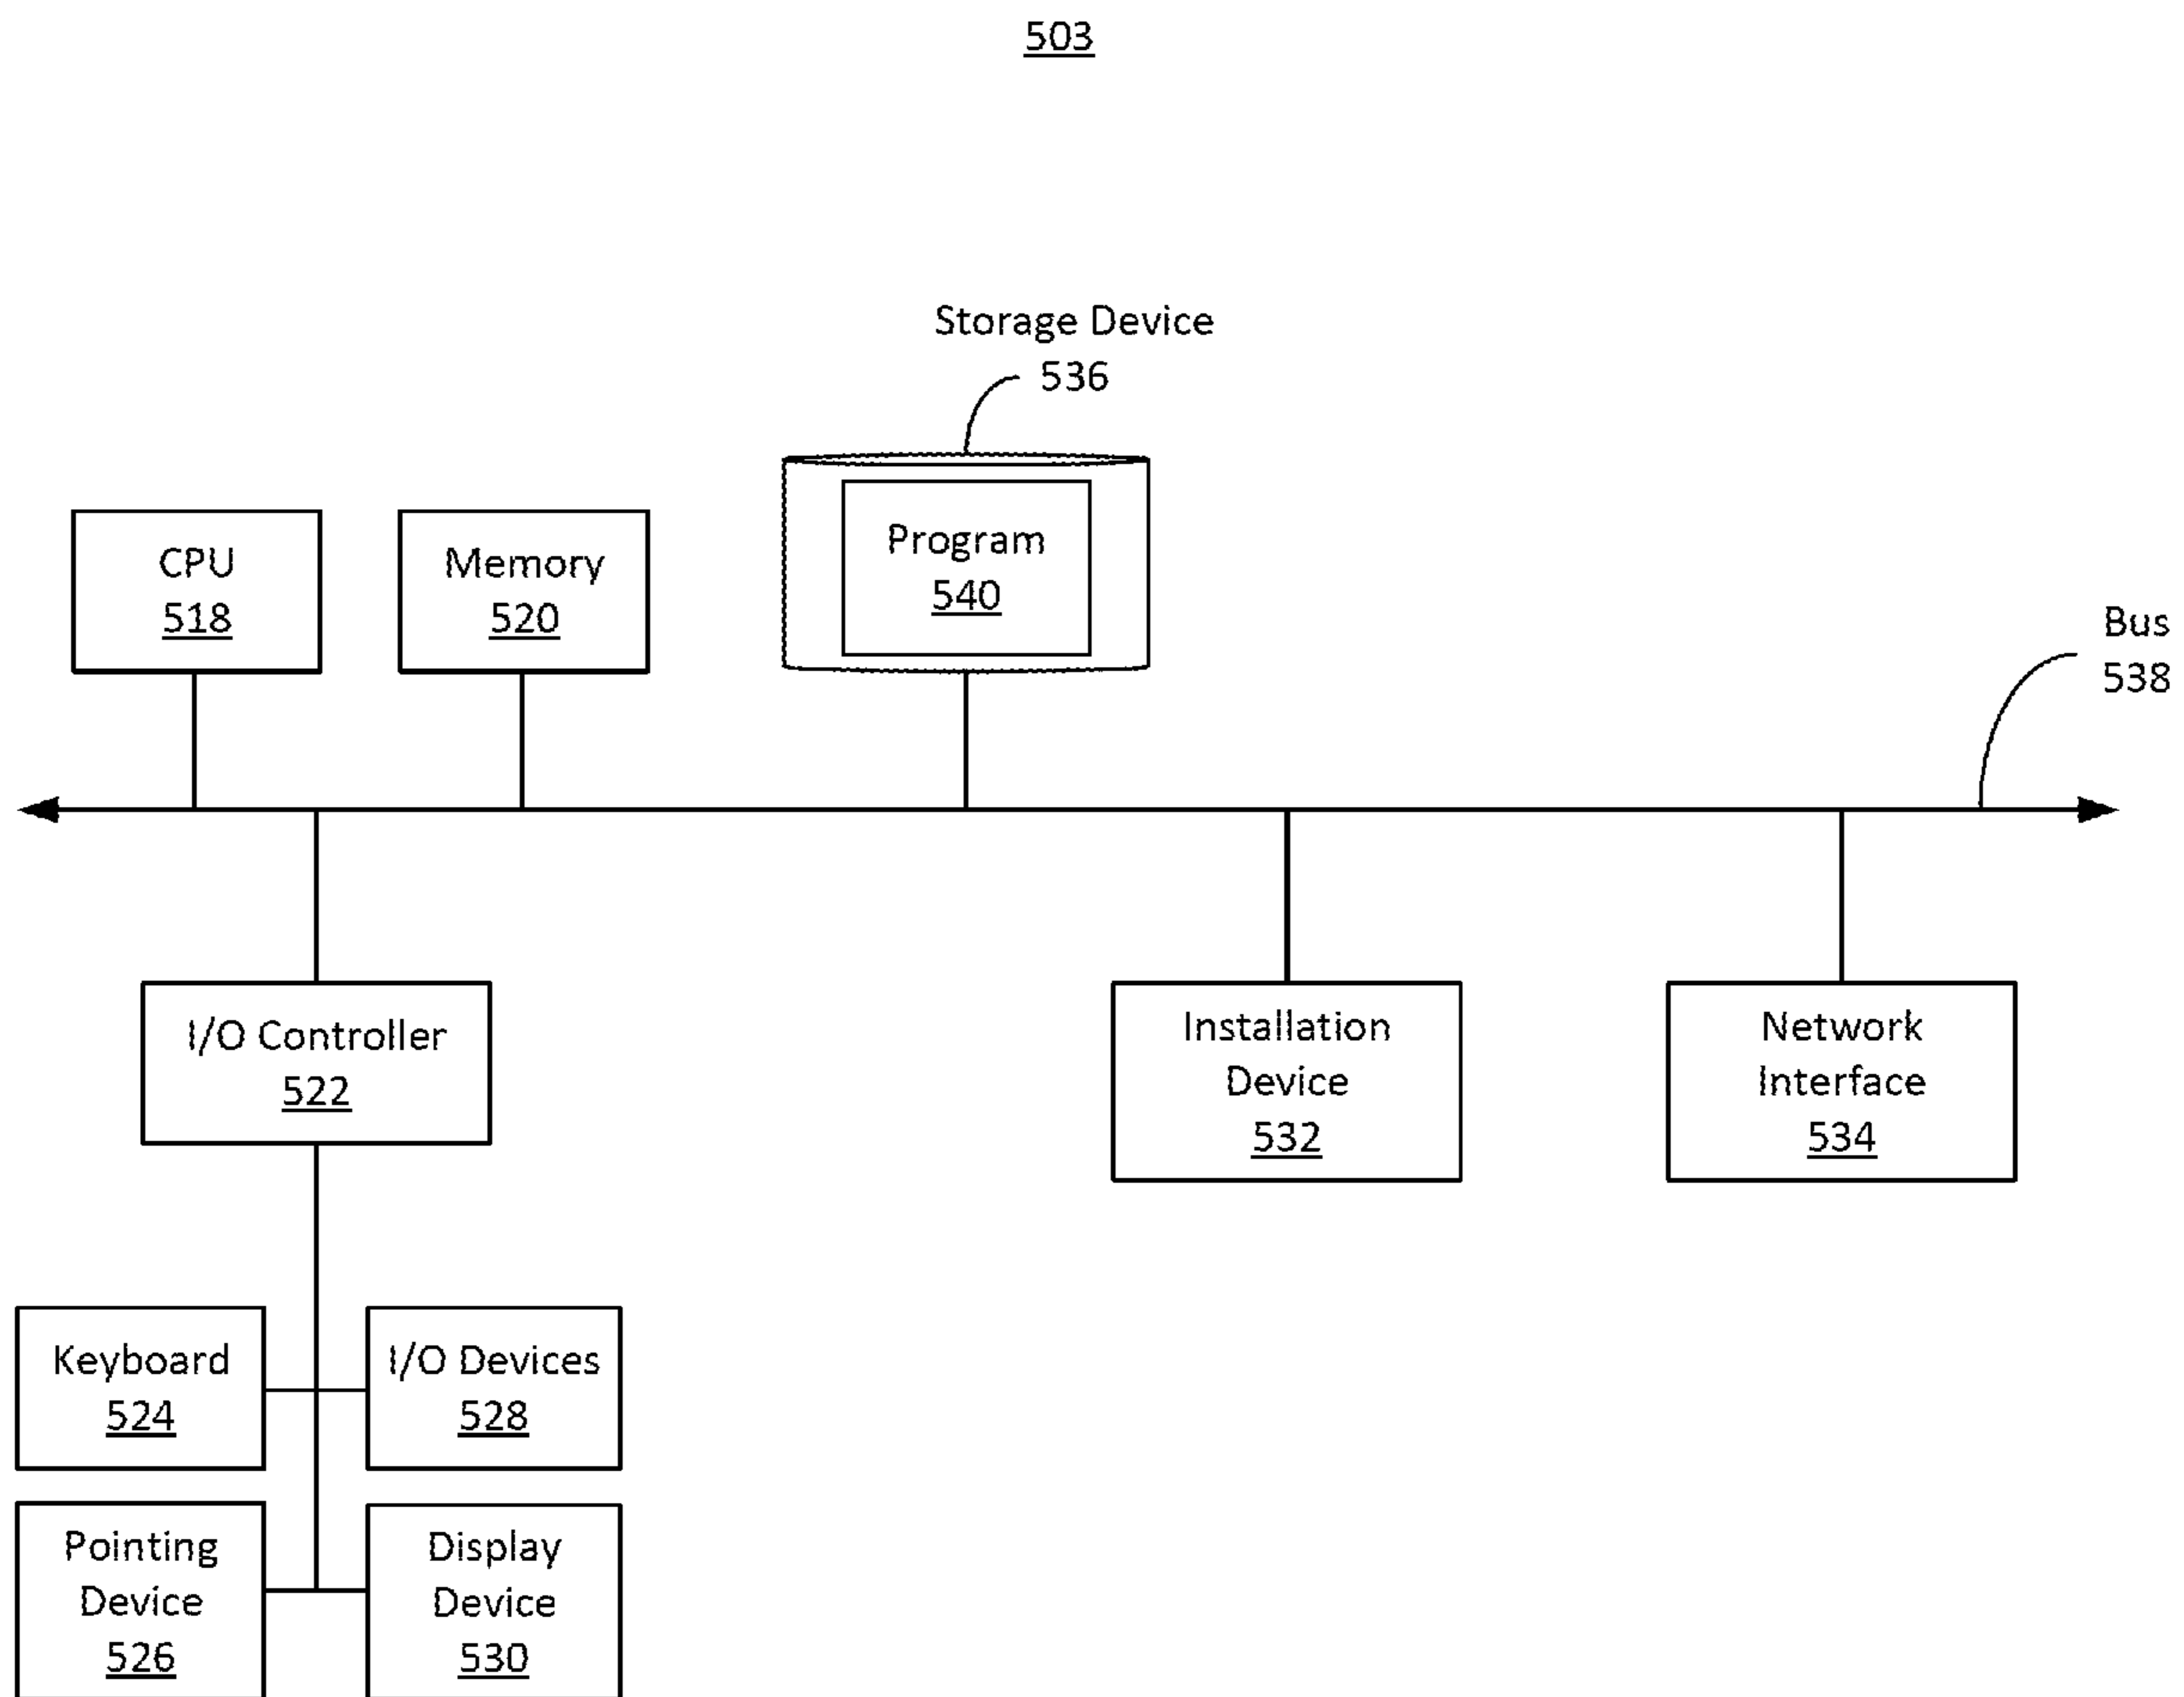 503
Storage Device
536
CPU
518
Memory
520
Program
540
Bus
538
I/O Controller
522
Installation
Device
532
Network
Interface
534
Keyboard
524
I/O Devices
528
Pointing
Device
526
Display
Device
530